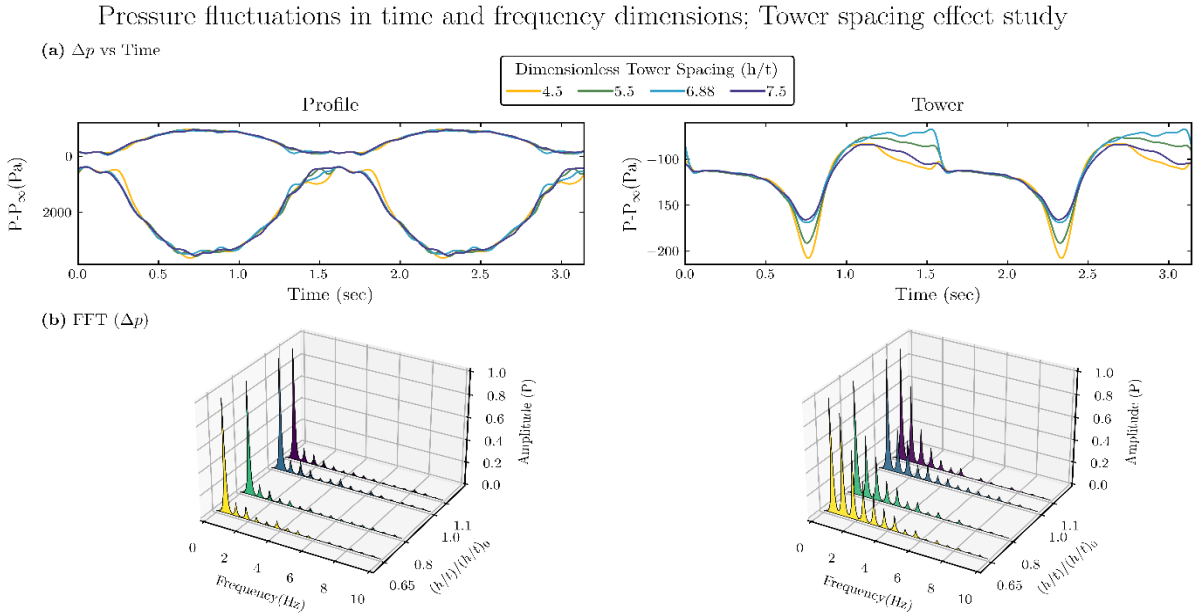 Pressure fluctuations in time and frequency dimensions; Tower spacing effect study
(a) Δp vs Time
Dimensionless Tower Spacing (h/t)
4.5 5.5 6.88 7.5
Profile
Tower
P-P∞(Pa)
0
2000
0.0 0.5 1.0 1.5 2.0 2.5 3.0
Time (sec)
P-P∞(Pa)
−100
150
−200
0.0 0.5 1.0 1.5 2.0 2.5 3.0
Time (sec)
(b) FFT (Δp)
1.0
0.8
0.6
0.4
0.2
0.0
Amplitude (P)
0 2 4 6 8 10
Frequency(Hz)
0.65 0.8 1.0 1.1
(h/t)/(h/t)₀
1.0
0.8
0.6
0.4
0.2
0.0
Amplitude (P)
0 2 4 6 8 10
Frequency(Hz)
0.65 0.8 1.0 1.1
(h/t)/(h/t)₀